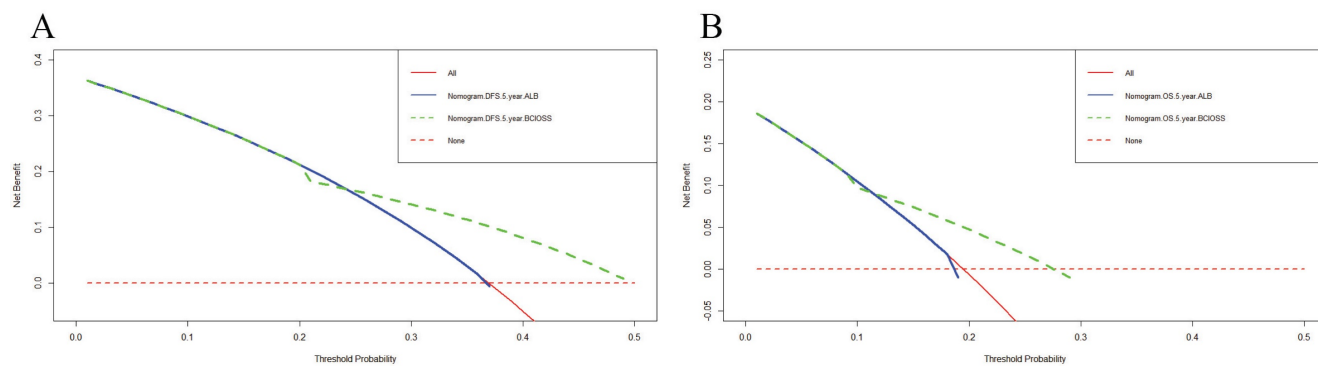 A
0.4
0.3
0.2
0.1
0.0
Net Benefit
All
Nomogram.DFS.5.year.ALB
Nomogram.DFS.5.year.BCIOSS
None
0.0 0.1 0.2 0.3 0.4 0.5
Threshold Probability
B
0.25
0.20
0.15
0.10
0.05
0.00
-0.05
Net Benefit
All
Nomogram.OS.5.year.ALB
Nomogram.OS.5.year.BCIOSS
None
0.0 0.1 0.2 0.3 0.4 0.5
Threshold Probability